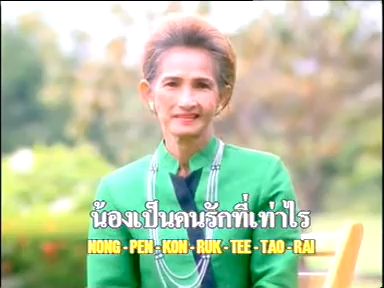 น้องเป็นคนรักที่เท่าไร
NONG - PEN - KON - RUK - TEE - TAO - RAI